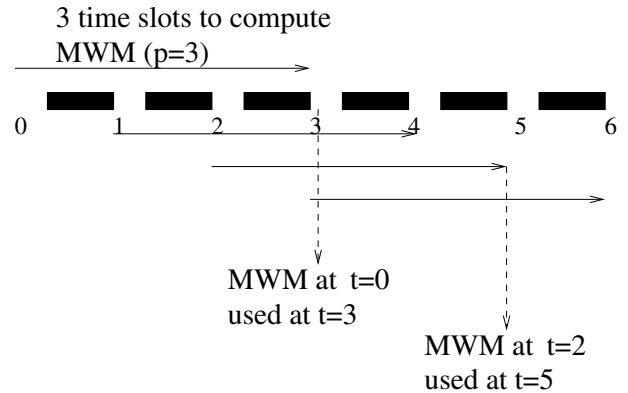 3 time slots to compute
MWM (p=3)
0 1 2 3 4 5 6
MWM at t=0
used at t=3
MWM at t=2
used at t=5